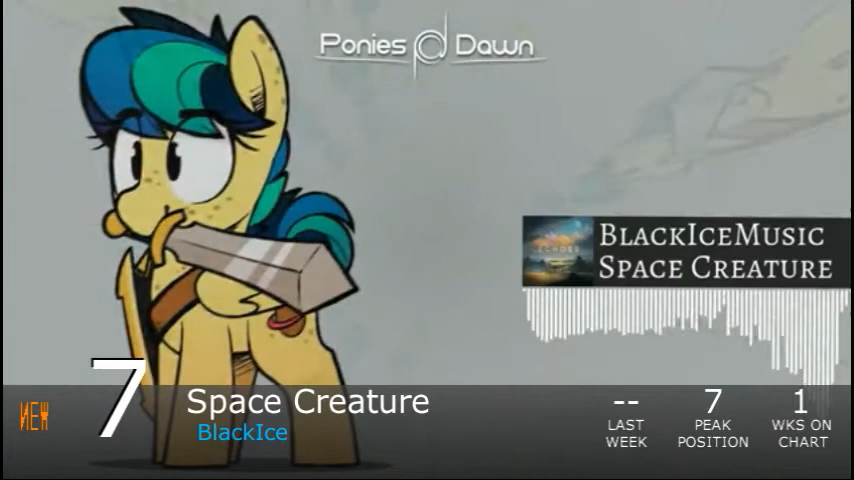 Ponies Dawn
ECHOES
BlackIceMusic
Space Creature
NEW
7
Space Creature
BlackIce
--
LAST
WEEK
7
PEAK
POSITION
1
WKS ON
CHART